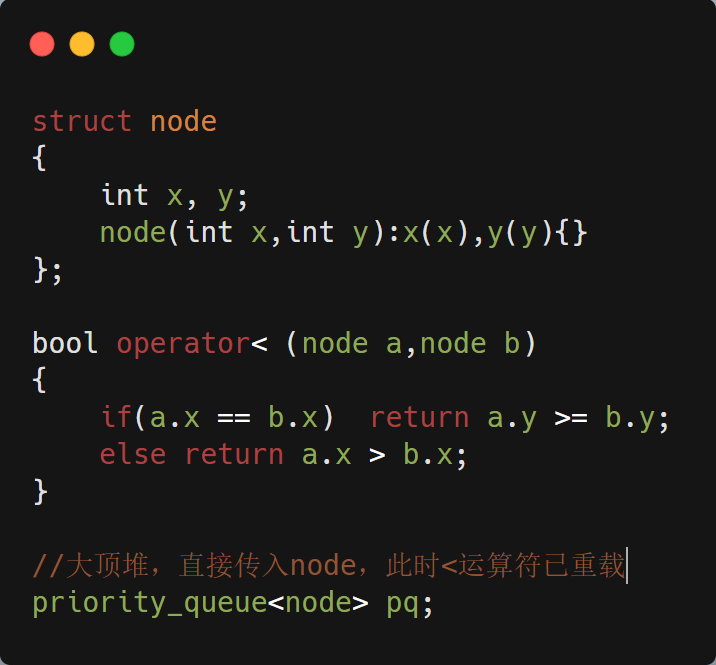 struct node
{
    int x, y;
    node(int x,int y):x(x),y(y){}
};

bool operator< (node a,node b)
{
    if(a.x == b.x)  return a.y >= b.y;
    else return a.x > b.x;
}

//大顶堆，直接传入node，此时<运算符已重载
priority_queue<node> pq;